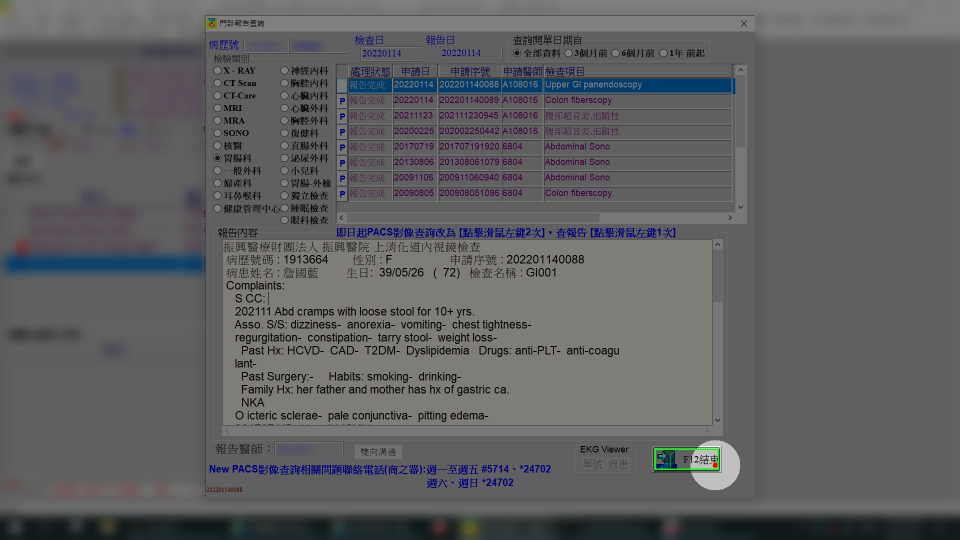 門診報告查詢
病歷號
檢查日
20220114
報告日
20220114
查詢開單日期自
全部資料 3個月前 6個月前 1年 前起
檢驗類別
X - RAY 神經內科
CT Scan 胸腔內科
CT-Care 心臟內科
MRI 心臟外科
MRA 胸腔外科
SONO 復健科
核醫 直腸外科
胃腸科 泌尿外科
一般外科 小兒科
婦產科 胃腸-外檢
耳鼻喉科 獨立檢查
健康管理中心 睡眠檢查
眼科檢查
處理狀態 申請日 申請序號 申請醫師 檢查項目
報告完成 20220114 202201140088 A108016 Upper GI panendoscopy
P 報告完成 20220114 202201140089 A108016 Colon fiberscopy
P 報告完成 20211123 202111230945 A108016 腹部超音波,追蹤性
P 報告完成 20200225 202002250442 A108016 腹部超音波,追蹤性
P 報告完成 20170719 201707191920 6804 Abdominal Sono
P 報告完成 20130806 201308061079 6804 Abdominal Sono
P 報告完成 20091106 200911060940 6804 Abdominal Sono
P 報告完成 20090805 200908051096 6804 Colon fiberscopy
報告內容
即日起PACS影像查詢改為 [點擊滑鼠左鍵2次]，查報告 [點擊滑鼠左鍵1次]
振興醫療財團法人 振興醫院 上消化道內視鏡檢查
病歷號碼 : 1913664 性別 : F 申請序號 : 202201140088
病患姓名 : 詹國藍 生日: 39/05/26 ( 72) 檢查名稱 : GI001
Complaints:
S CC:
202111 Abd cramps with loose stool for 10+ yrs.
Asso. S/S: dizziness- anorexia- vomiting- chest tightness-
regurgitation- constipation- tarry stool- weight loss-
Past Hx: HCVD- CAD- T2DM- Dyslipidemia Drugs: anti-PLT- anti-coagu
lant-
Past Surgery:- Habits: smoking- drinking-
Family Hx: her father and mother has hx of gastric ca.
NKA
O icteric sclerae- pale conjunctiva- pitting edema-
報告醫師：
雙向溝通
EKG Viewer
單號 病患
F12結束
New PACS影像查詢相關問題聯絡電話(商之器):週一至週五 #5714、*24702
週六、週日 *24702
202201140088